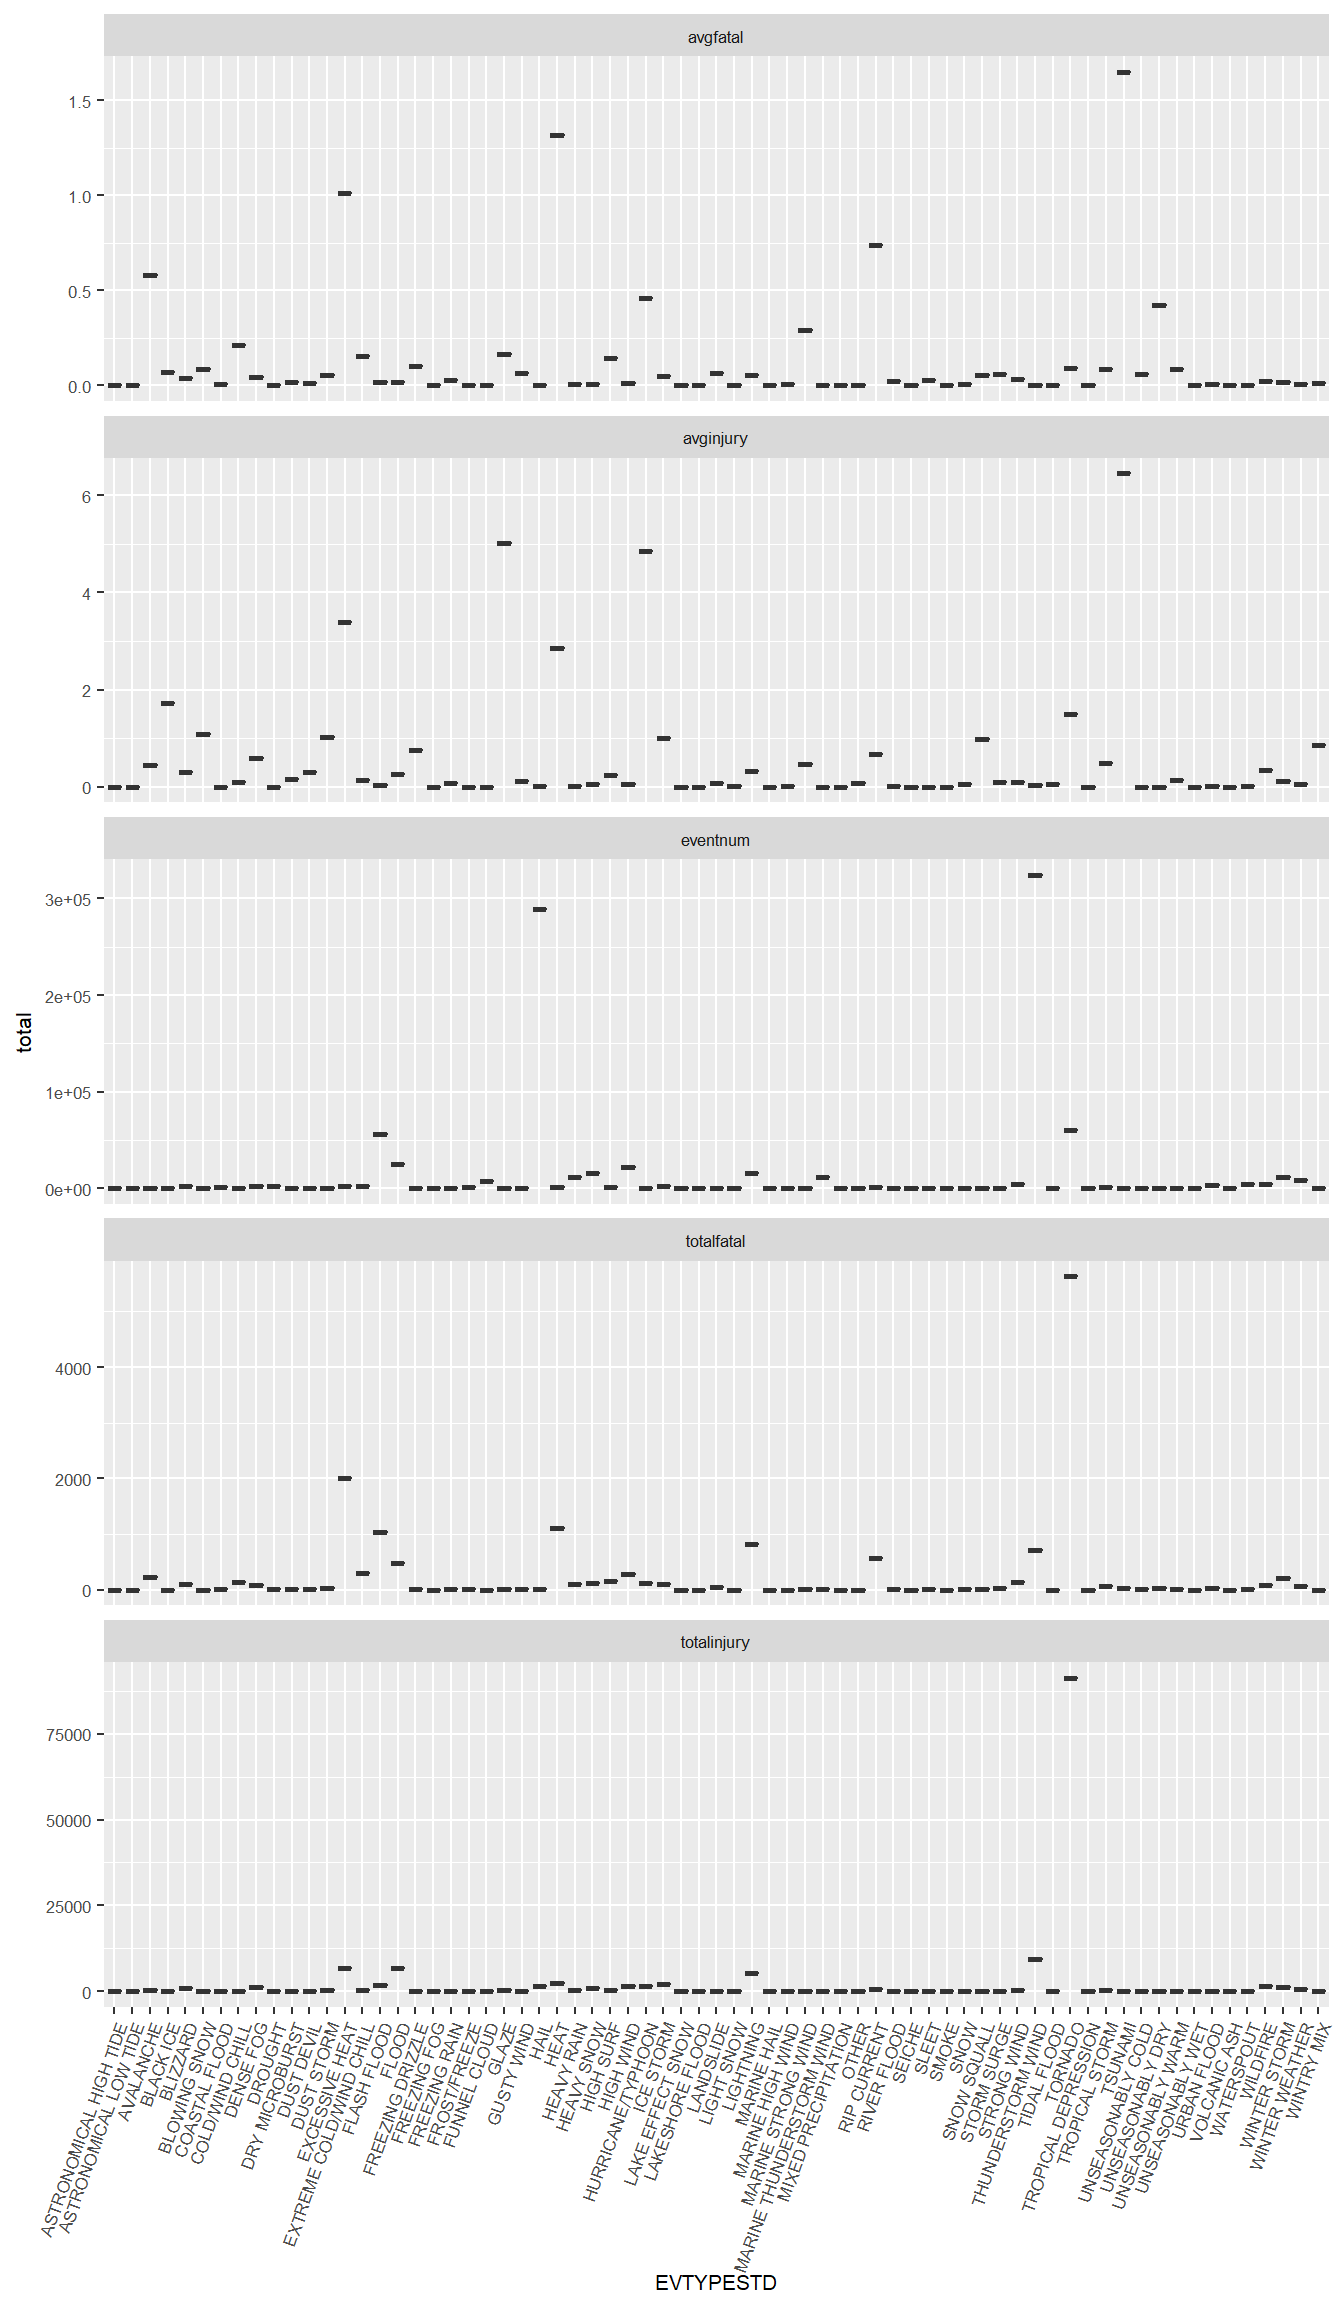 avgfatal
1.5
1.0
0.5
0.0
avginjury
6
4
2
0
eventnum
3e+05
2e+05
1e+05
0e+00
total
totalfatal
4000
2000
0
totalinjury
75000
50000
25000
0
ASTRONOMICAL HIGH TIDE
ASTRONOMICAL LOW TIDE
AVALANCHE
BLACK ICE
BLIZZARD
BLOWING SNOW
COASTAL FLOOD
COLD/WIND CHILL
DENSE FOG
DROUGHT
DRY MICROBURST
DUST DEVIL
DUST STORM
EXCESSIVE HEAT
EXTREME COLD/WIND CHILL
FLASH FLOOD
FLOOD
FREEZING DRIZZLE
FREEZING FOG
FREEZING RAIN
FROST/FREEZE
FUNNEL CLOUD
GLAZE
GUSTY WIND
HAIL
HEAT
HEAVY RAIN
HEAVY SNOW
HIGH SURF
HIGH WIND
HURRICANE/TYPHOON
ICE STORM
LAKE EFFECT SNOW
LAKESHORE FLOOD
LANDSLIDE
LIGHT SNOW
LIGHTNING
MARINE HAIL
MARINE HIGH WIND
MARINE STRONG WIND
MARINE THUNDERSTORM WIND
MIXED PRECIPITATION
OTHER
RIP CURRENT
RIVER FLOOD
SEICHE
SLEET
SMOKE
SNOW
SNOW SQUALL
STORM SURGE
STRONG WIND
THUNDERSTORM WIND
TIDAL FLOOD
TORNADO
TROPICAL DEPRESSION
TROPICAL STORM
TSUNAMI
UNSEASONABLY COLD
UNSEASONABLY DRY
UNSEASONABLY WARM
UNSEASONABLY WET
URBAN FLOOD
VOLCANIC ASH
WATERSPOUT
WILDFIRE
WINTER STORM
WINTER WEATHER
WINTRY MIX
EVTYPESTD